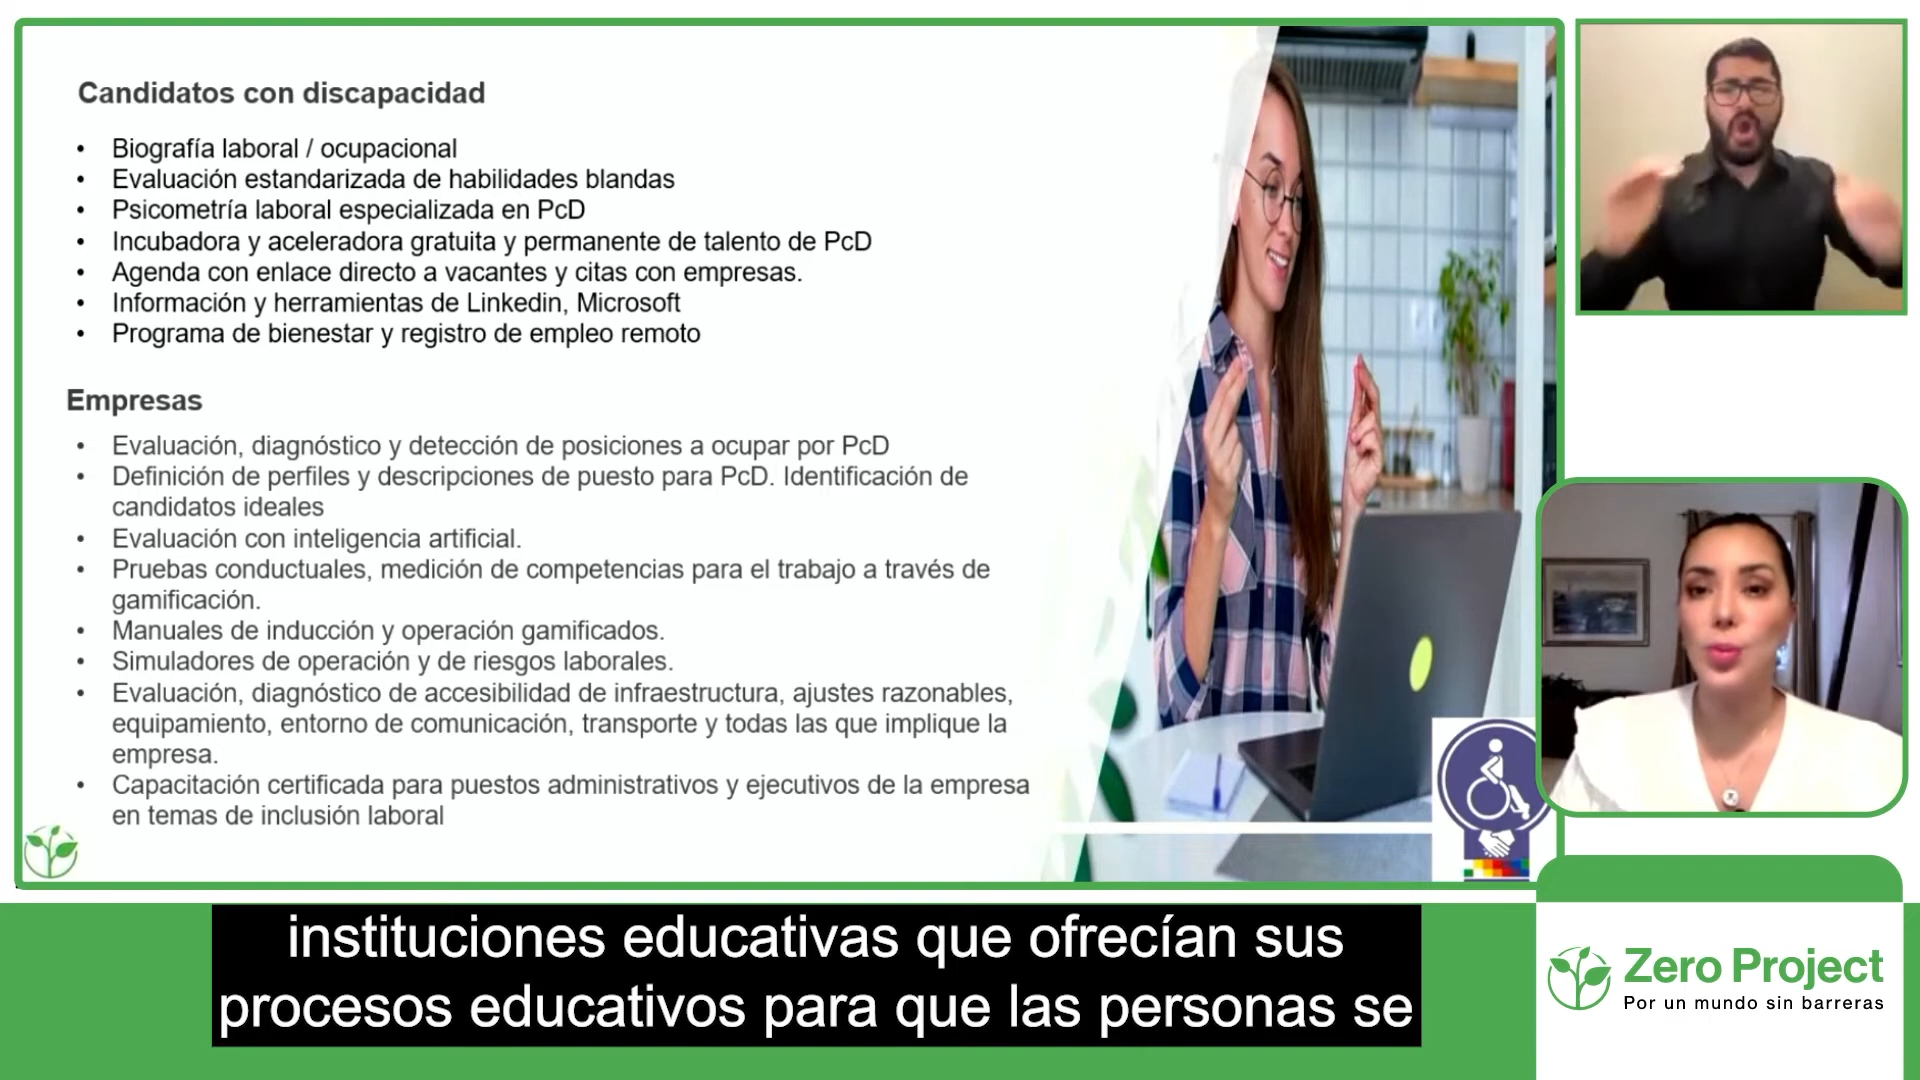 Candidatos con discapacidad
• Biografía laboral / ocupacional
• Evaluación estandarizada de habilidades blandas
• Psicometría laboral especializada en PcD
• Incubadora y aceleradora gratuita y permanente de talento de PcD
• Agenda con enlace directo a vacantes y citas con empresas.
• Información y herramientas de Linkedin, Microsoft
• Programa de bienestar y registro de empleo remoto
Empresas
• Evaluación, diagnóstico y detección de posiciones a ocupar por PcD
• Definición de perfiles y descripciones de puesto para PcD. Identificación de
candidatos ideales
• Evaluación con inteligencia artificial.
• Pruebas conductuales, medición de competencias para el trabajo a través de
gamificación.
• Manuales de inducción y operación gamificados.
• Simuladores de operación y de riesgos laborales.
• Evaluación, diagnóstico de accesibilidad de infraestructura, ajustes razonables,
equipamiento, entorno de comunicación, transporte y todas las que implique la
empresa.
• Capacitación certificada para puestos administrativos y ejecutivos de la empresa
en temas de inclusión laboral
instituciones educativas que ofrecían sus
procesos educativos para que las personas se
Zero Project
Por un mundo sin barreras